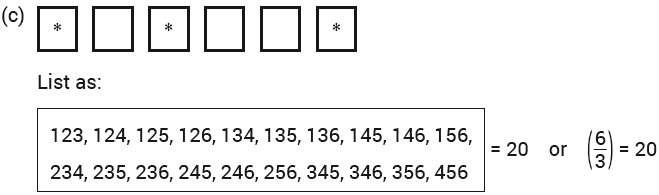 (c) * * *
List as:
123, 124, 125, 126, 134, 135, 136, 145, 146, 156,
234, 235, 236, 245, 246, 256, 345, 346, 356, 456
= 20 or (6/3) = 20